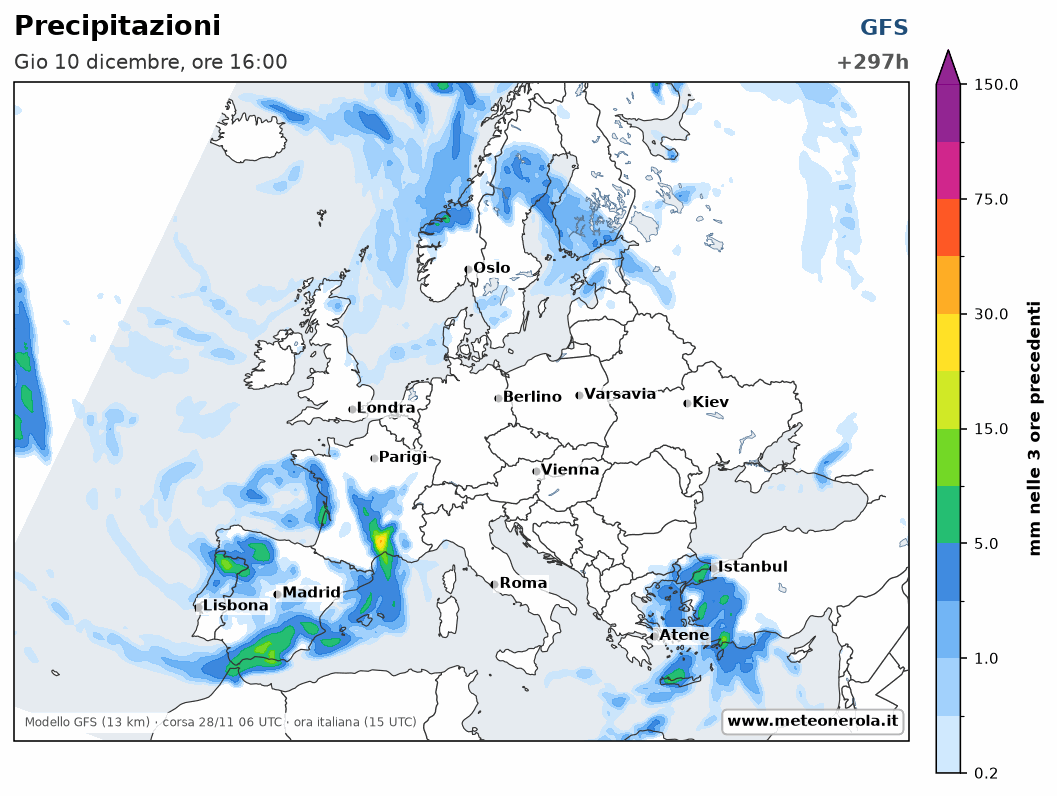 Precipitazioni
GFS
Gio 10 dicembre, ore 16:00
+297h
150.0
75.0
30.0
15.0
5.0
1.0
0.2
mm nelle 3 ore precedenti
Oslo
Londra
Berlino
Varsavia
Kiev
Parigi
Vienna
Istanbul
Roma
Madrid
Lisbona
Atene
Modello GFS (13 km) · corsa 28/11 06 UTC · ora italiana (15 UTC)
www.meteonerola.it